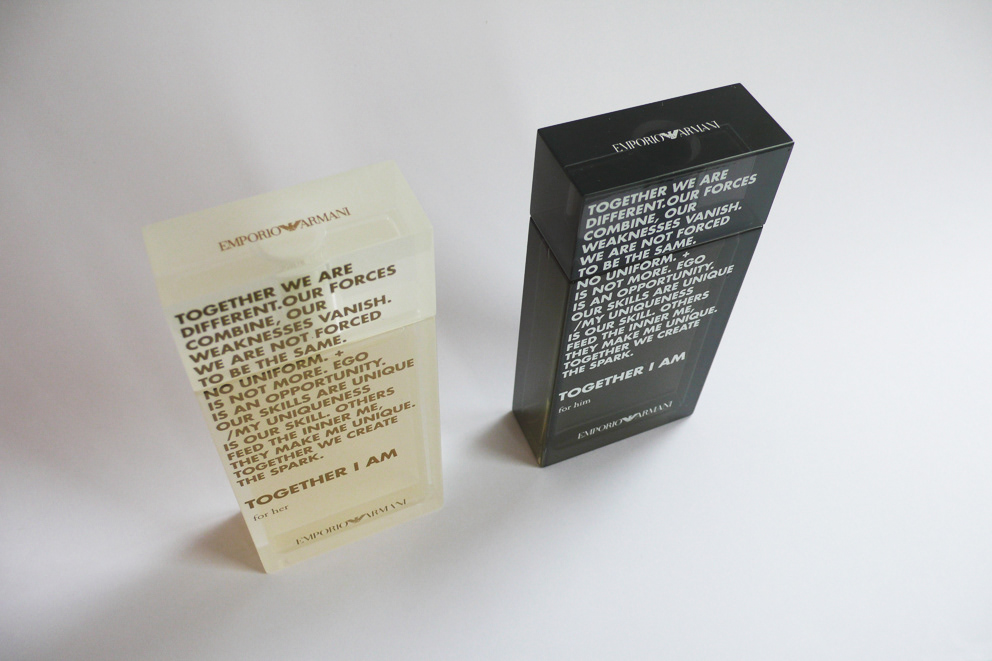 EMPORIO ARMANI
TOGETHER WE ARE
DIFFERENT.OUR FORCES
COMBINE, OUR
WEAKNESSES VANISH.
WE ARE NOT FORCED
TO BE THE SAME.
NO UNIFORM. +
IS NOT MORE. EGO
IS AN OPPORTUNITY.
OUR SKILLS ARE UNIQUE
/MY UNIQUENESS
IS OUR SKILL. OTHERS
FEED THE INNER ME,
THEY MAKE ME UNIQUE.
TOGETHER WE CREATE
THE SPARK.
TOGETHER I AM
for her
EMPORIO ARMANI
EMPORIO ARMANI
TOGETHER WE ARE
DIFFERENT.OUR FORCES
COMBINE, OUR
WEAKNESSES VANISH.
WE ARE NOT FORCED
TO BE THE SAME.
NO UNIFORM. +
IS NOT MORE. EGO
IS AN OPPORTUNITY.
OUR SKILLS ARE UNIQUE
/MY UNIQUENESS
IS OUR SKILL. OTHERS
FEED THE INNER ME,
THEY MAKE ME UNIQUE.
TOGETHER WE CREATE
THE SPARK.
TOGETHER I AM
for him
EMPORIO ARMANI